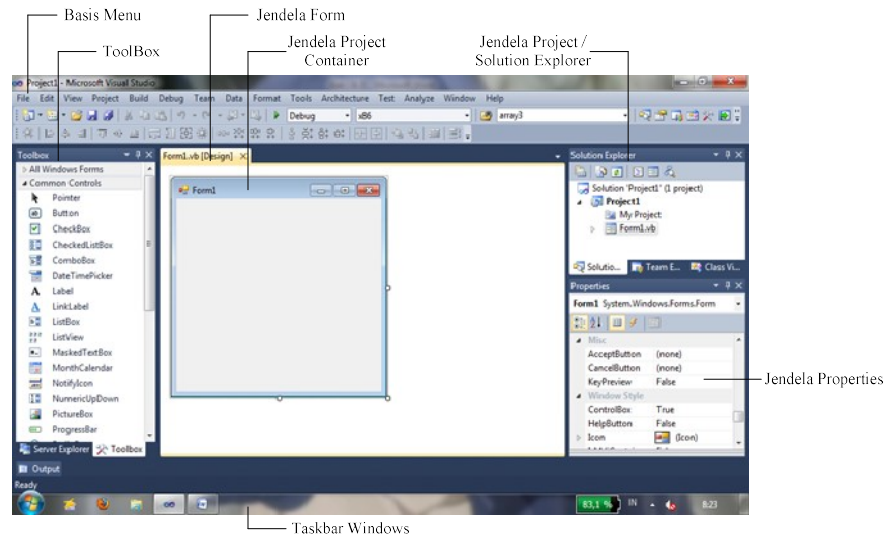 Basis Menu
Jendela Form
ToolBox
Jendela Project
Container
Jendela Project /
Solution Explorer
Project1 - Microsoft Visual Studio
File Edit View Project Build Debug Team Data Format Tools Architecture Test Analyze Window Help
Debug x86 array3
Toolbox
All Windows Forms
Common Controls
Pointer
Button
CheckBox
CheckedListBox
ComboBox
DateTimePicker
Label
LinkLabel
ListBox
ListView
MaskedTextBox
MonthCalendar
NotifyIcon
NumericUpDown
PictureBox
ProgressBar
Server Explorer Toolbox
Form1.vb [Design]
Form1
Solution Explorer
Solution 'Project1' (1 project)
Project1
My Project
Form1.vb
Solutio... Team E... Class Vi...
Properties
Form1 System.Windows.Forms.Form
Misc
AcceptButton (none)
CancelButton (none)
KeyPreview False
Window Style
ControlBox True
HelpButton False
Icon (Icon)
Jendela Properties
Output
Ready
83,1 % IN 8:23
Taskbar Windows